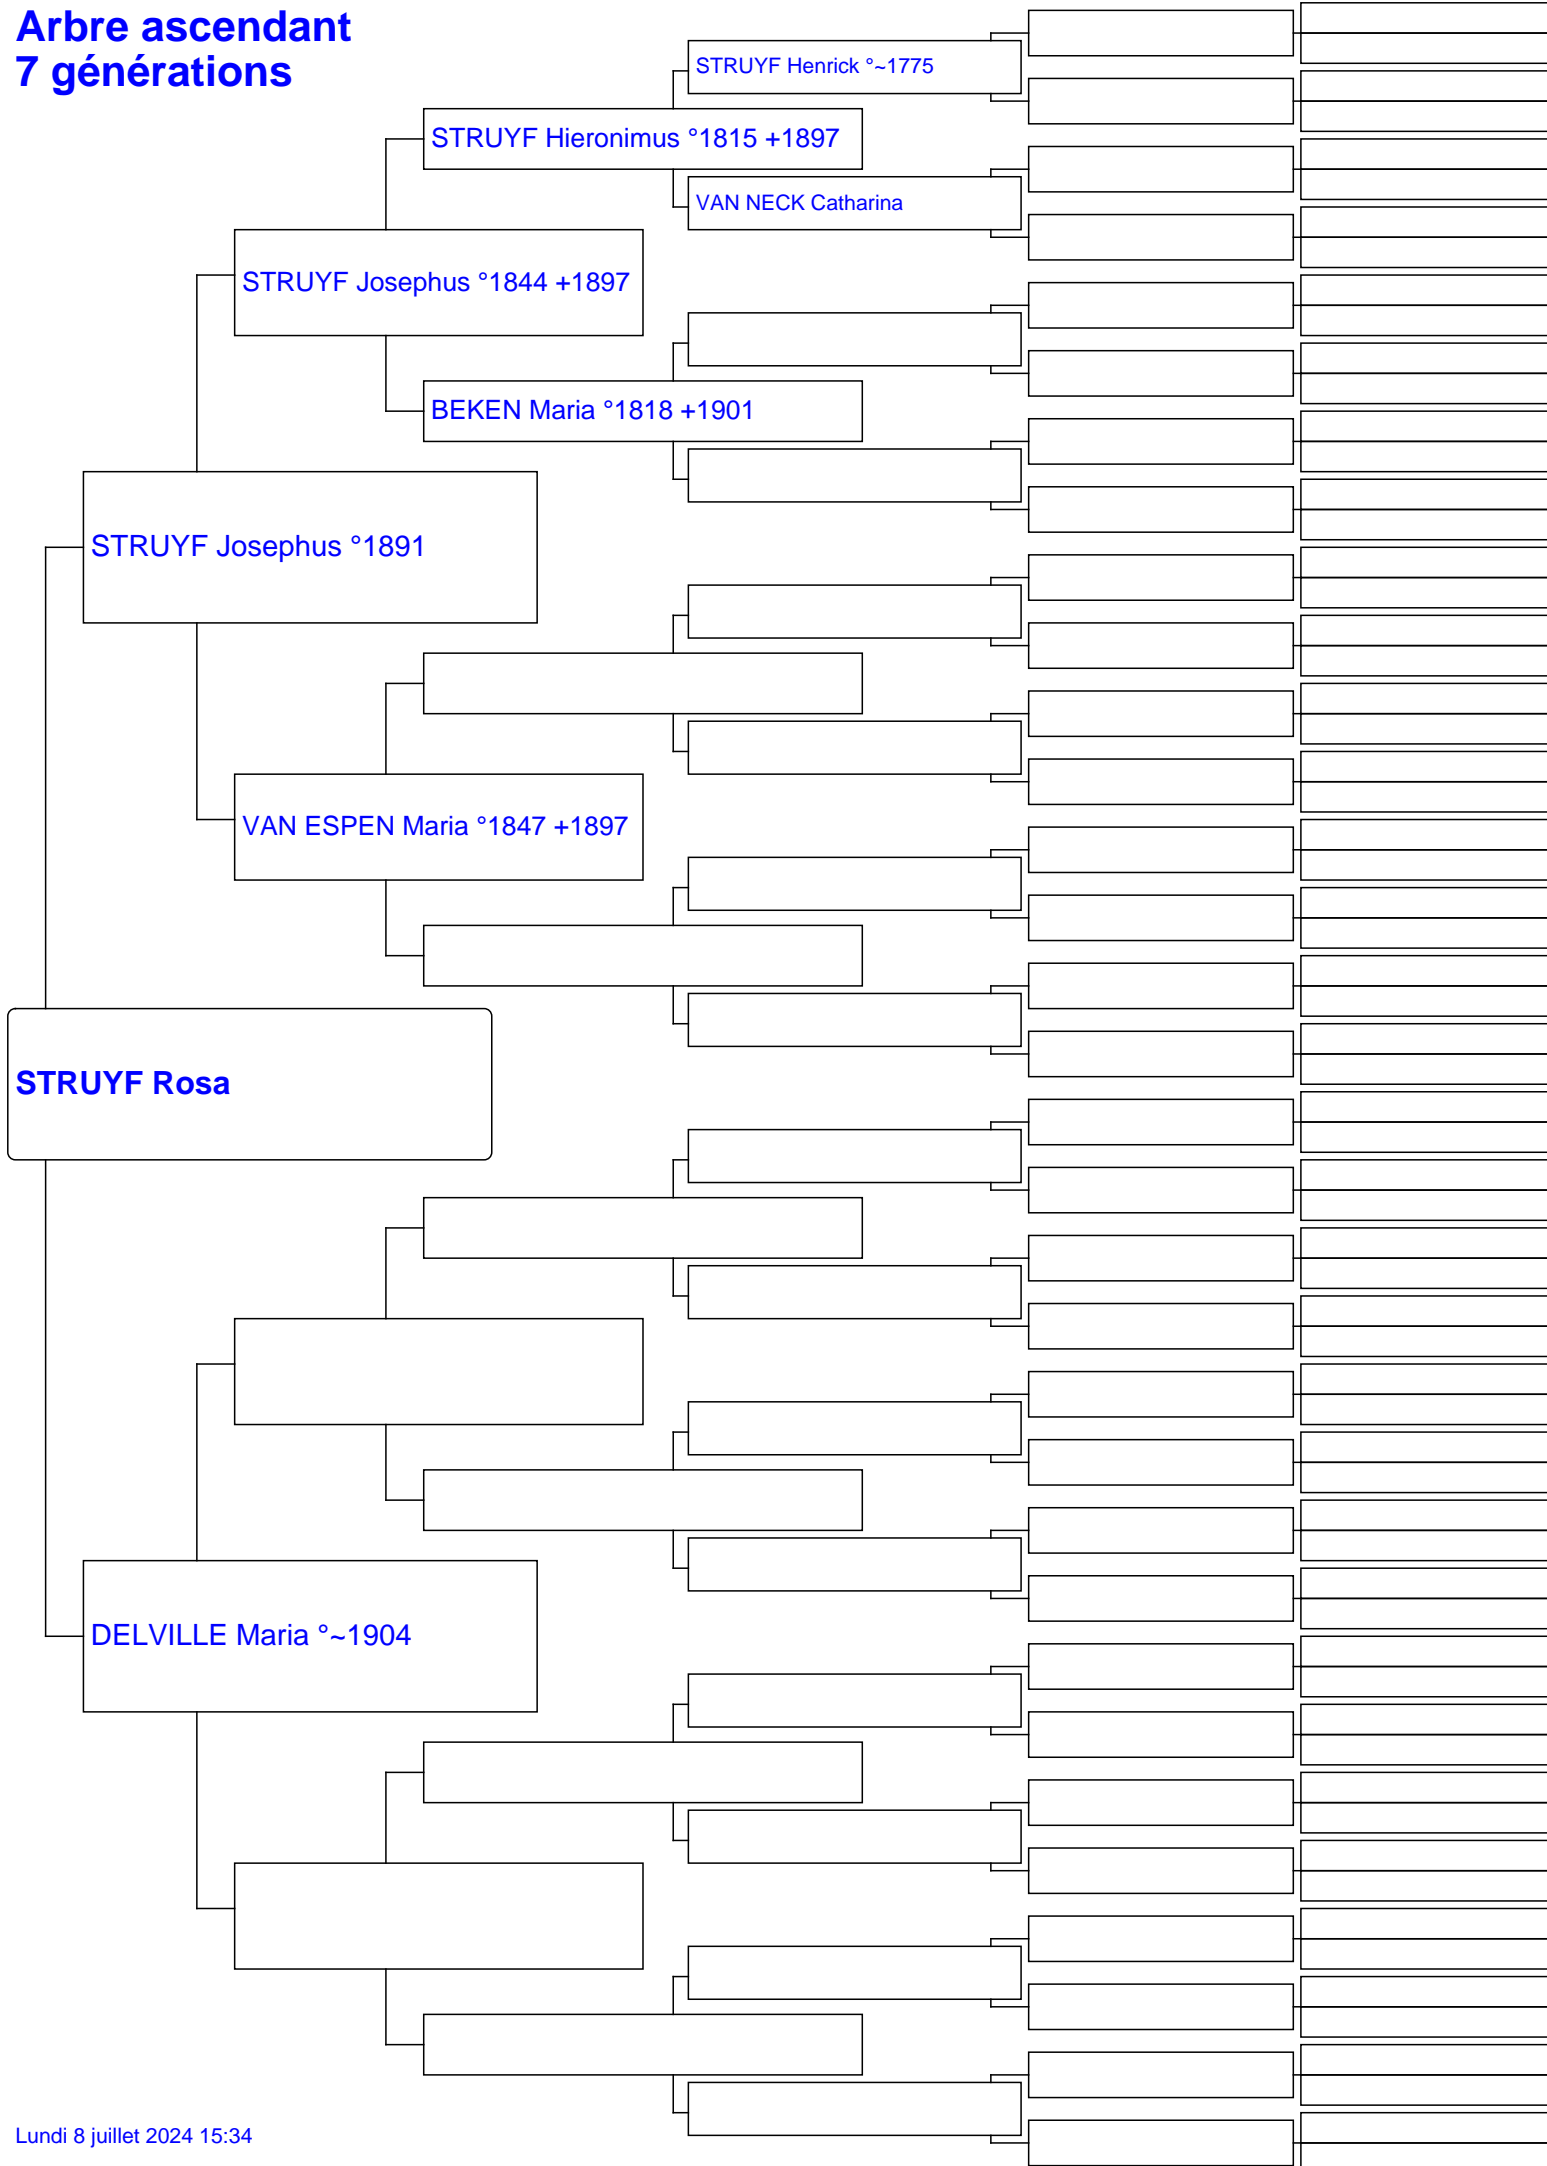 Arbre ascendant
7 générations
STRUYF Henrick °~1775
STRUYF Hieronimus °1815 +1897
VAN NECK Catharina
STRUYF Josephus °1844 +1897
BEKEN Maria °1818 +1901
STRUYF Josephus °1891
VAN ESPEN Maria °1847 +1897
STRUYF Rosa
DELVILLE Maria °~1904
Lundi 8 juillet 2024 15:34